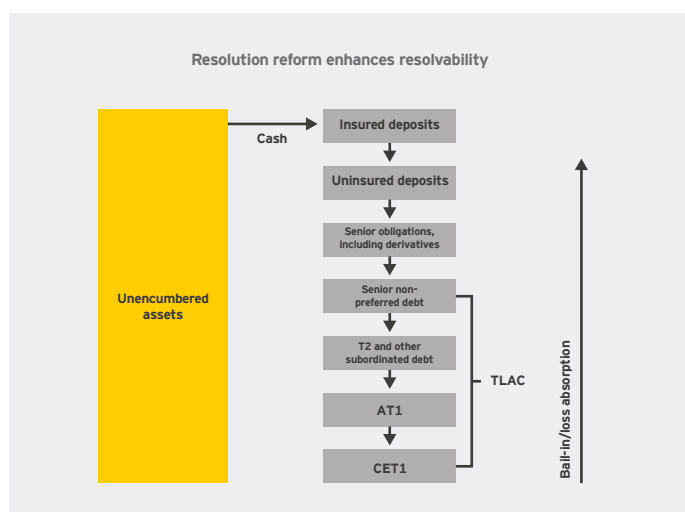 Resolution reform enhances resolvability
Cash
Insured deposits
Uninsured deposits
Senior obligations,
including derivatives
Unencumbered
assets
Senior non-
preferred debt
T2 and other
subordinated debt
TLAC
AT1
CET1
Bail-in/loss absorption